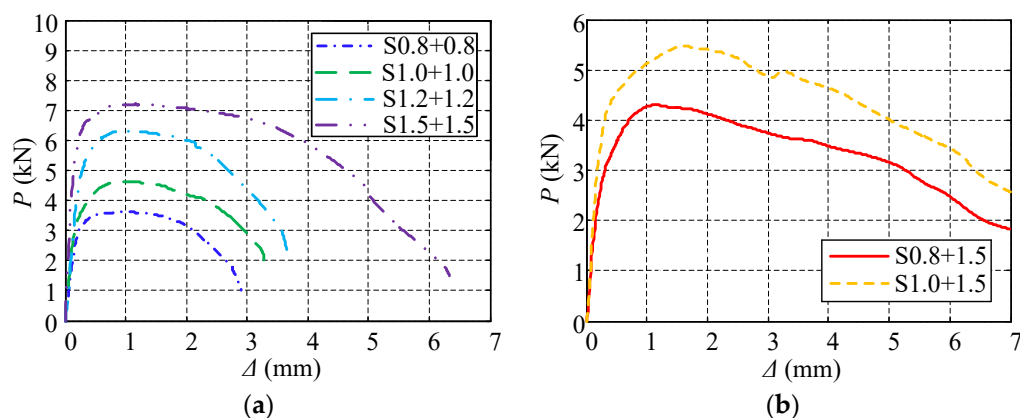 10
9
8
7
6
5
4
3
2
1
0
P (kN)
S0.8+0.8
S1.0+1.0
S1.2+1.2
S1.5+1.5
0 1 2 3 4 5 6 7
Δ (mm)
(a)
6
5
4
3
2
1
0
P (kN)
S0.8+1.5
S1.0+1.5
0 1 2 3 4 5 6 7
Δ (mm)
(b)